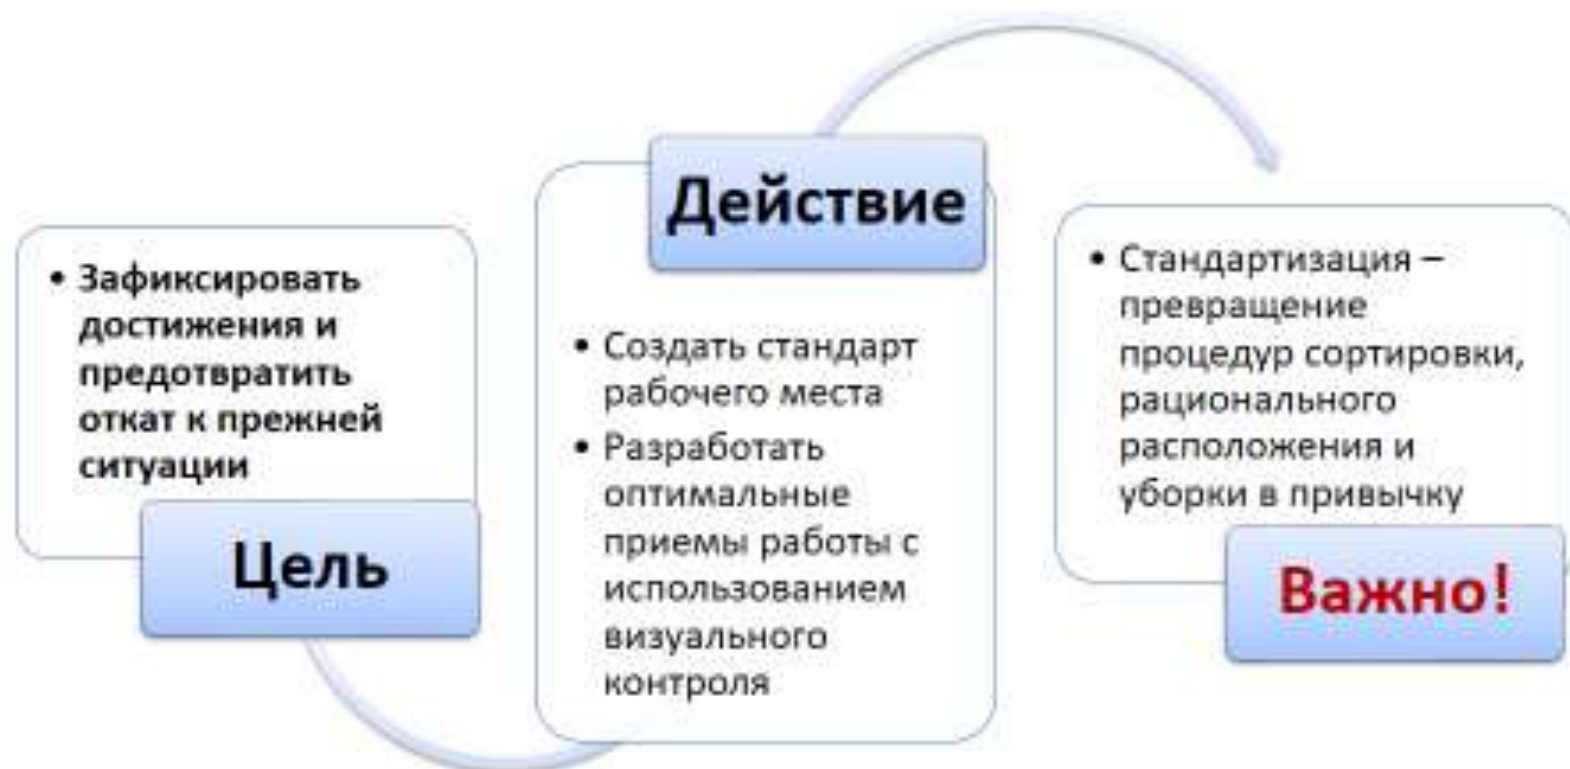 • Зафиксировать
достижения и
предотвратить
откат к прежней
ситуации
Цель
Действие
• Создать стандарт
рабочего места
• Разработать
оптимальные
приемы работы с
использованием
визуального
контроля
• Стандартизация –
превращение
процедур сортировки,
рационального
расположения и
уборки в привычку
Важно!